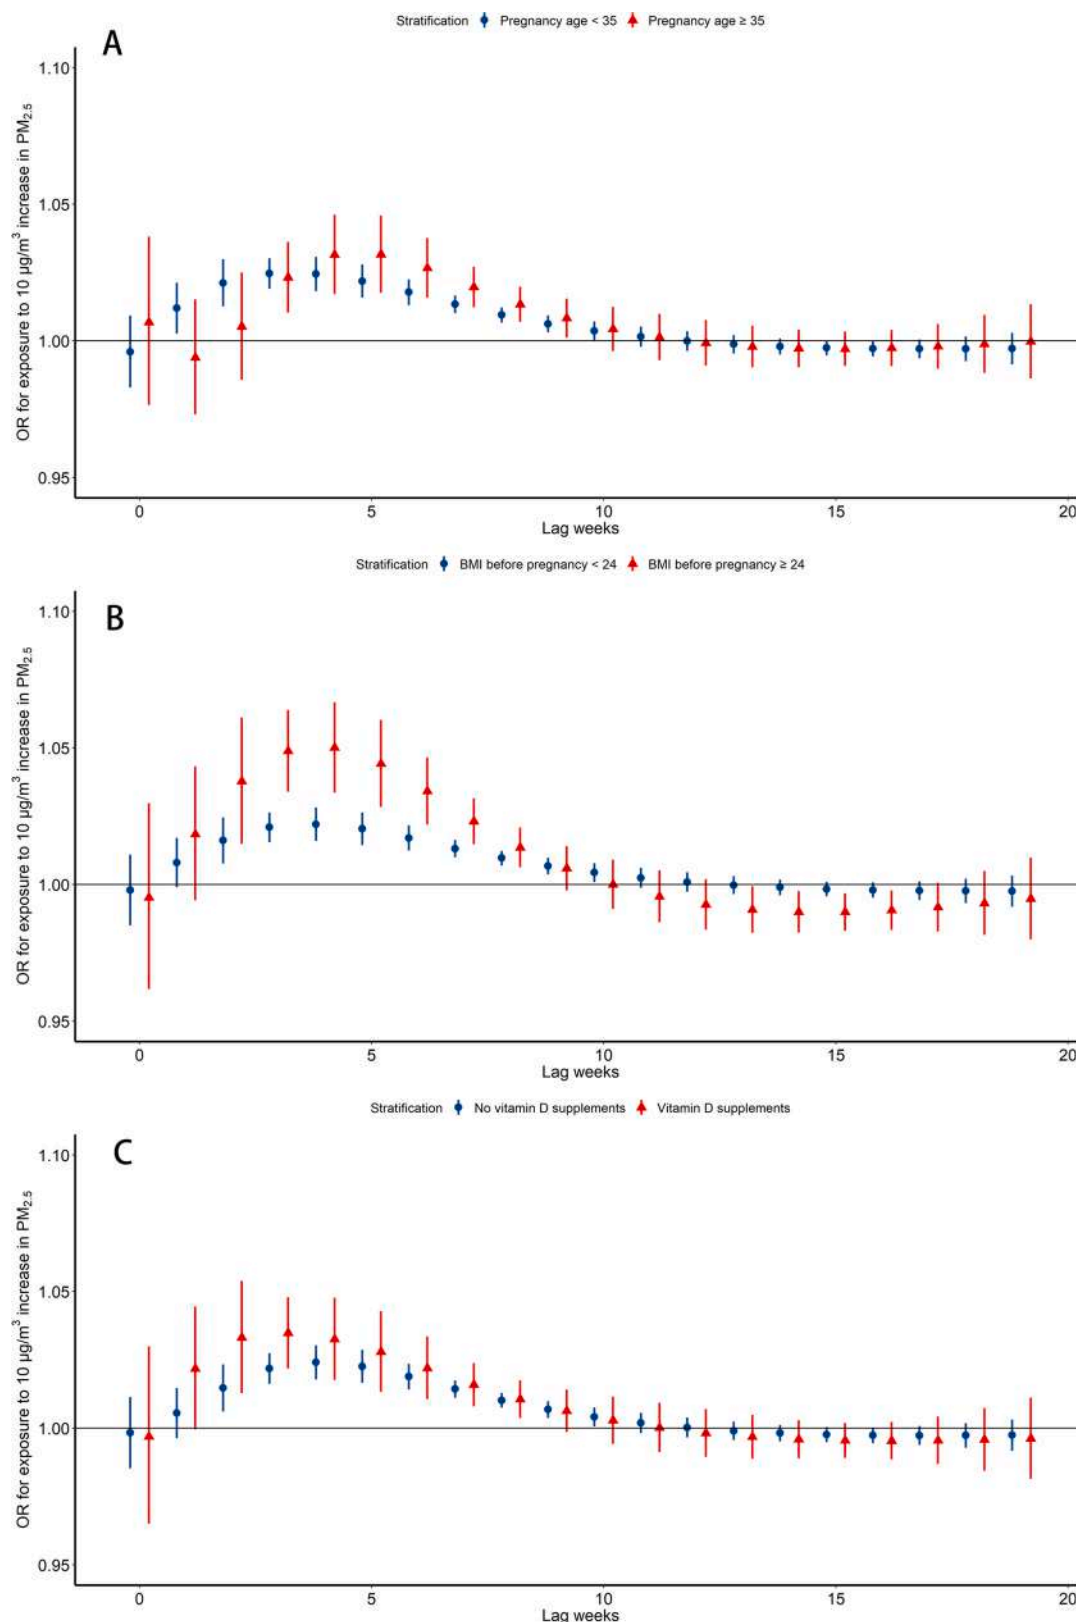 Stratification Pregnancy age < 35 Pregnancy age ≥ 35
A
1.10
1.05
1.00
0.95
OR for exposure to 10 µg/m³ increase in PM₂.₅
0 5 10 15 20
Lag weeks
Stratification BMI before pregnancy < 24 BMI before pregnancy ≥ 24
B
1.10
1.05
1.00
0.95
OR for exposure to 10 µg/m³ increase in PM₂.₅
0 5 10 15 20
Lag weeks
Stratification No vitamin D supplements Vitamin D supplements
C
1.10
1.05
1.00
0.95
OR for exposure to 10 µg/m³ increase in PM₂.₅
0 5 10 15 20
Lag weeks